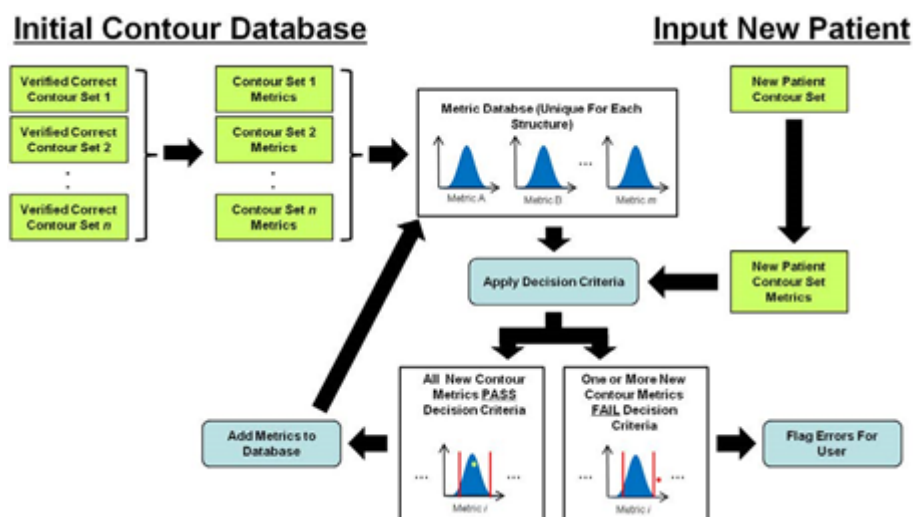 Initial Contour Database
Input New Patient
Verified Correct
Contour Set 1
Verified Correct
Contour Set 2
:
Verified Correct
Contour Set n
Contour Set 1
Metrics
Contour Set 2
Metrics
:
Contour Set n
Metrics
Metric Databse (Unique For Each
Structure)
...
Metric A
Metric B
Metric m
New Patient
Contour Set
New Patient
Contour Set
Metrics
Apply Decision Criteria
All New Contour
Metrics PASS
Decision Criteria
... ...
Metric i
One or More New
Contour Metrics
FAIL Decision
Criteria
... ...
Metric i
Add Metrics to
Database
Flag Errors For
User